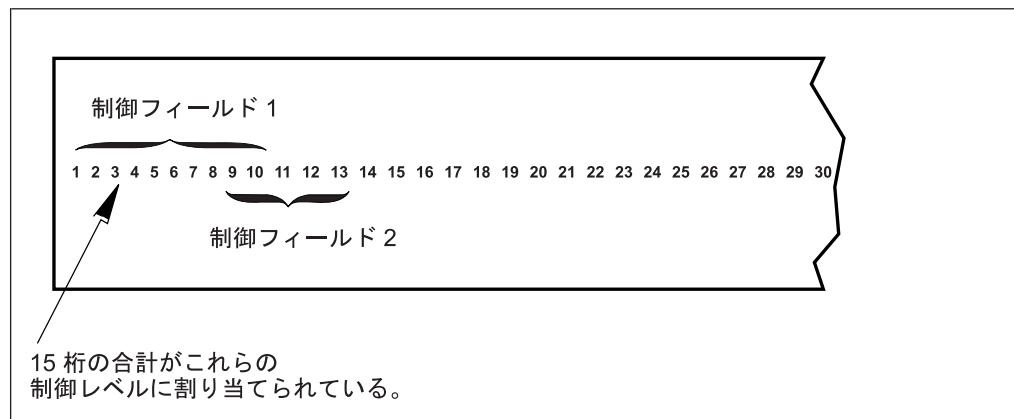 制御フィールド 1
1 2 3 4 5 6 7 8 9 10 11 12 13 14 15 16 17 18 19 20 21 22 23 24 25 26 27 28 29 30
制御フィールド 2
15 桁の合計がこれらの
制御レベルに割り当てられている。